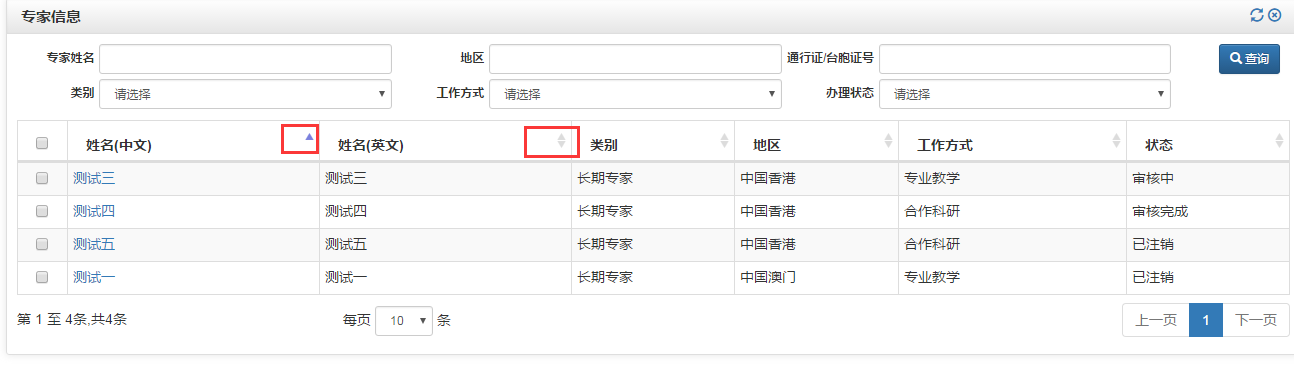 专家信息
专家姓名 地区 通行证/台胞证号 查询
类别 请选择 工作方式 请选择 办理状态 请选择
姓名(中文) 姓名(英文) 类别 地区 工作方式 状态
测试三 测试三 长期专家 中国香港 专业教学 审核中
测试四 测试四 长期专家 中国香港 合作科研 审核完成
测试五 测试五 长期专家 中国香港 合作科研 已注销
测试一 测试一 长期专家 中国澳门 专业教学 已注销
第 1 至 4条,共4条 每页 10 条 上一页 1 下一页